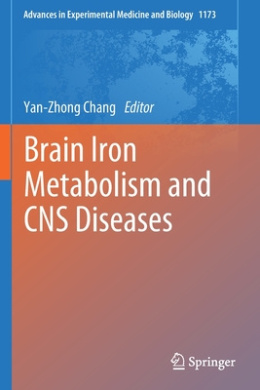 Advances in Experimental Medicine and Biology 1173
Yan-Zhong Chang Editor
Brain Iron
Metabolism and
CNS Diseases
Springer